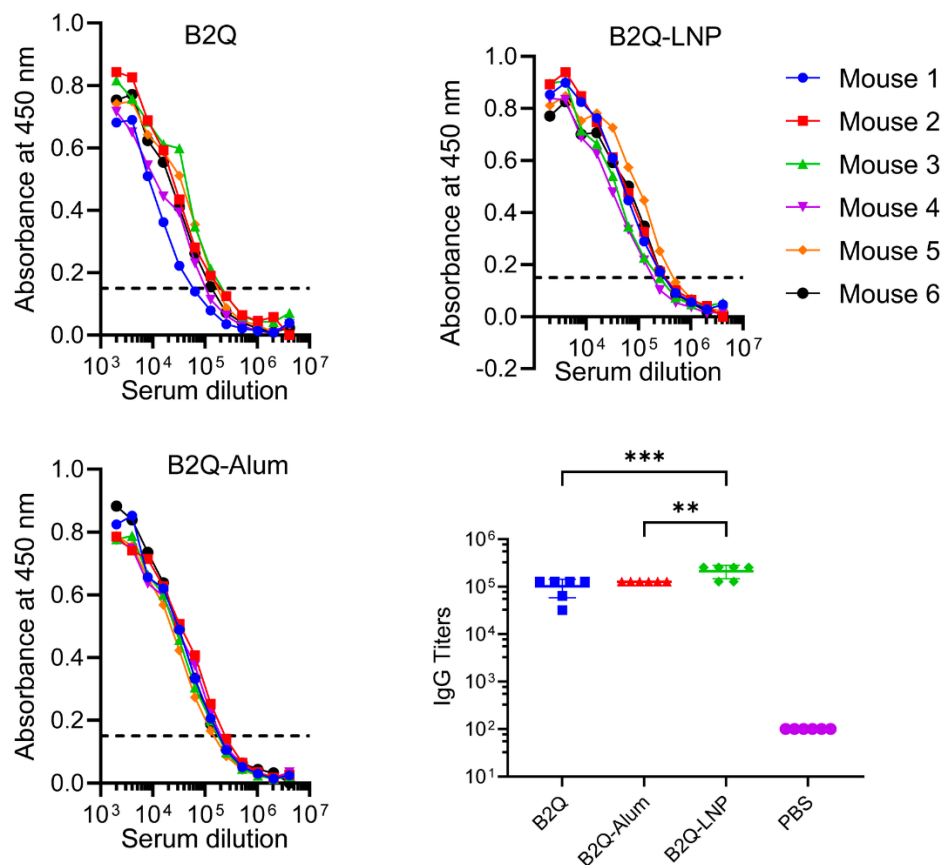 B2Q
Absorbance at 450 nm
1.0
0.8
0.6
0.4
0.2
0.0
10³ 10⁴ 10⁵ 10⁶ 10⁷
Serum dilution
B2Q-LNP
Absorbance at 450 nm
1.0
0.8
0.6
0.4
0.2
0.0
-0.2
10⁴ 10⁵ 10⁶ 10⁷
Serum dilution
Mouse 1
Mouse 2
Mouse 3
Mouse 4
Mouse 5
Mouse 6
B2Q-Alum
Absorbance at 450 nm
1.0
0.8
0.6
0.4
0.2
0.0
10³ 10⁴ 10⁵ 10⁶ 10⁷
Serum dilution
***
**
IgG Titers
10⁶
10⁵
10⁴
10²
10¹
B2Q B2Q-Alum B2Q-LNP PBS